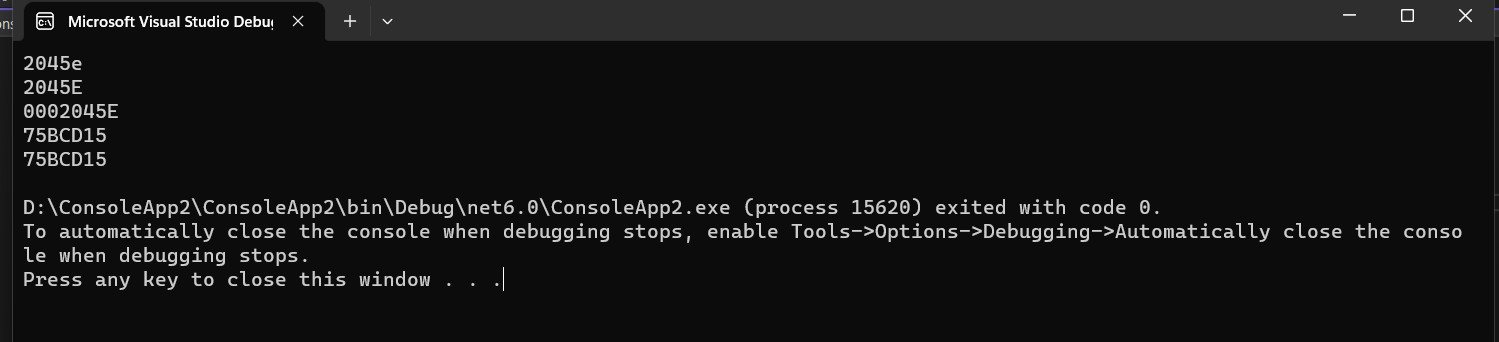 Microsoft Visual Studio Debu
2045e
2045E
0002045E
75BCD15
75BCD15
D:\ConsoleApp2\ConsoleApp2\bin\Debug\net6.0\ConsoleApp2.exe (process 15620) exited with code 0.
To automatically close the console when debugging stops, enable Tools->Options->Debugging->Automatically close the conso
le when debugging stops.
Press any key to close this window . . .